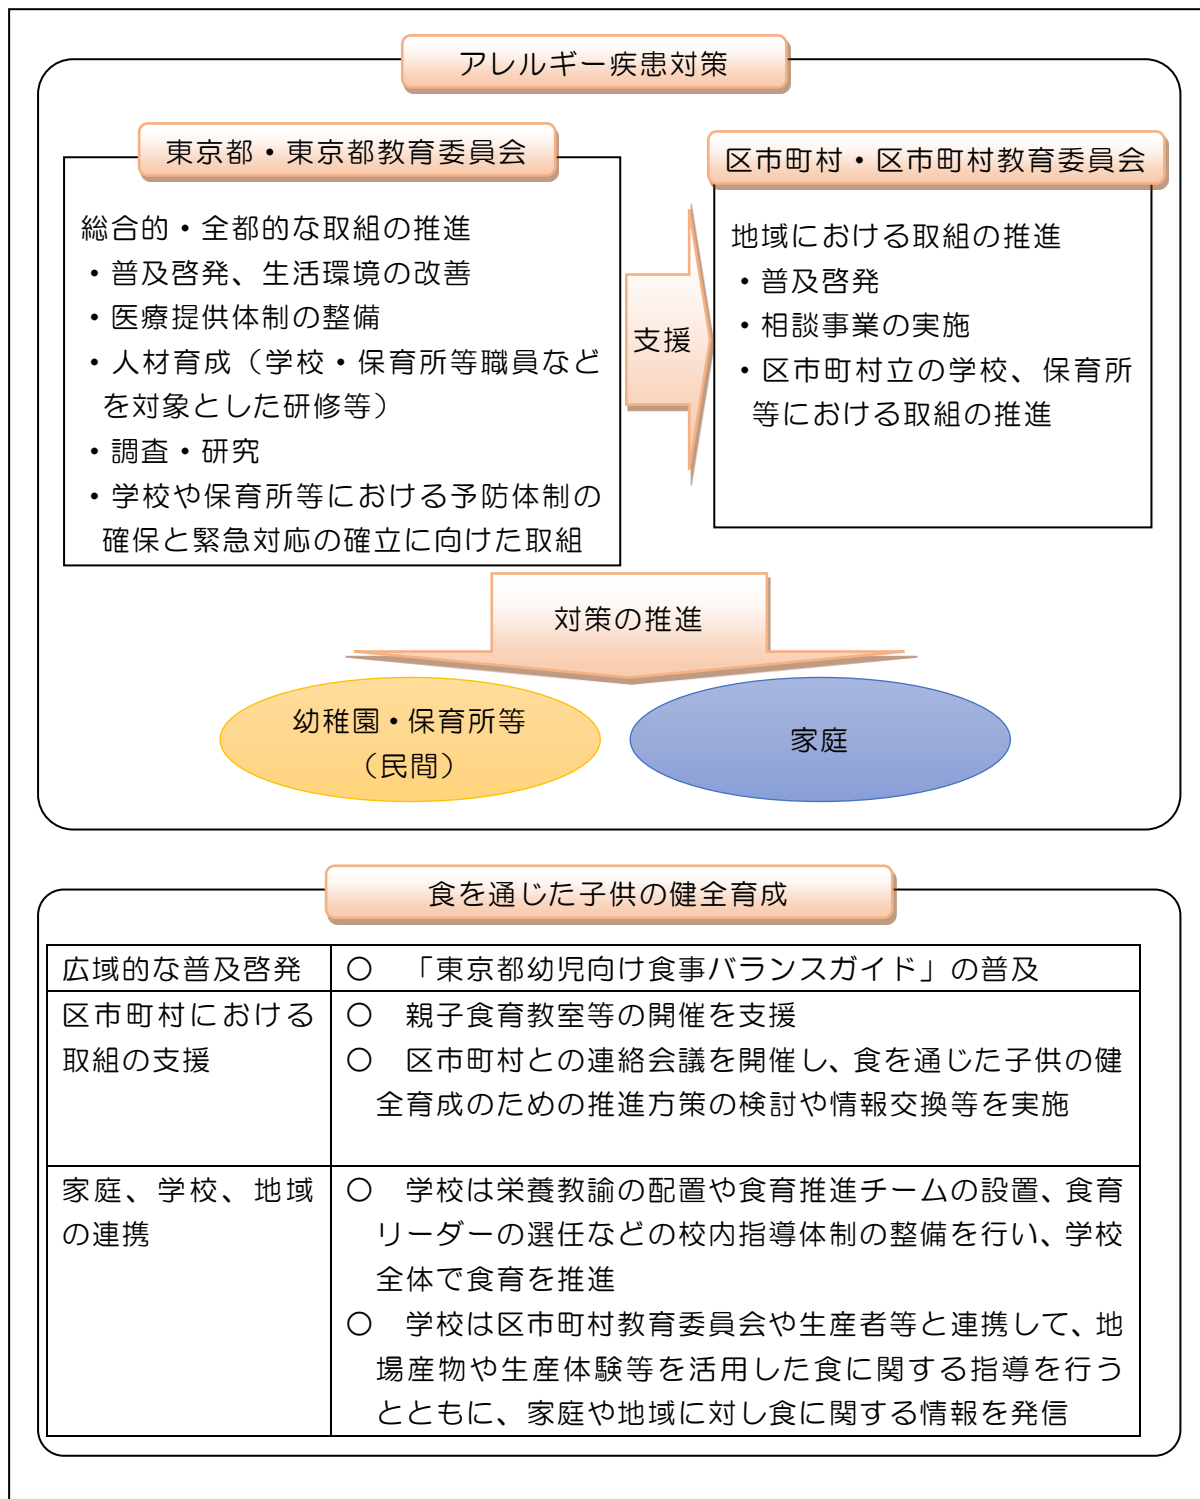 アレルギー疾患対策
東京都・東京都教育委員会
総合的・全都的な取組の推進
・普及啓発、生活環境の改善
・医療提供体制の整備
・人材育成（学校・保育所等職員など
を対象とした研修等）
・調査・研究
・学校や保育所等における予防体制の
確保と緊急対応の確立に向けた取組
支援
区市町村・区市町村教育委員会
地域における取組の推進
・普及啓発
・相談事業の実施
・区市町村立の学校、保育所
等における取組の推進
対策の推進
幼稚園・保育所等
（民間）
家庭
食を通じた子供の健全育成
広域的な普及啓発
○　「東京都幼児向け食事バランスガイド」の普及
区市町村における
取組の支援
○　親子食育教室等の開催を支援
○　区市町村との連絡会議を開催し、食を通じた子供の健
全育成のための推進方策の検討や情報交換等を実施
家庭、学校、地域
の連携
○　学校は栄養教諭の配置や食育推進チームの設置、食育
リーダーの選任などの校内指導体制の整備を行い、学校
全体で食育を推進
○　学校は区市町村教育委員会や生産者等と連携して、地
場産物や生産体験等を活用した食に関する指導を行う
とともに、家庭や地域に対し食に関する情報を発信